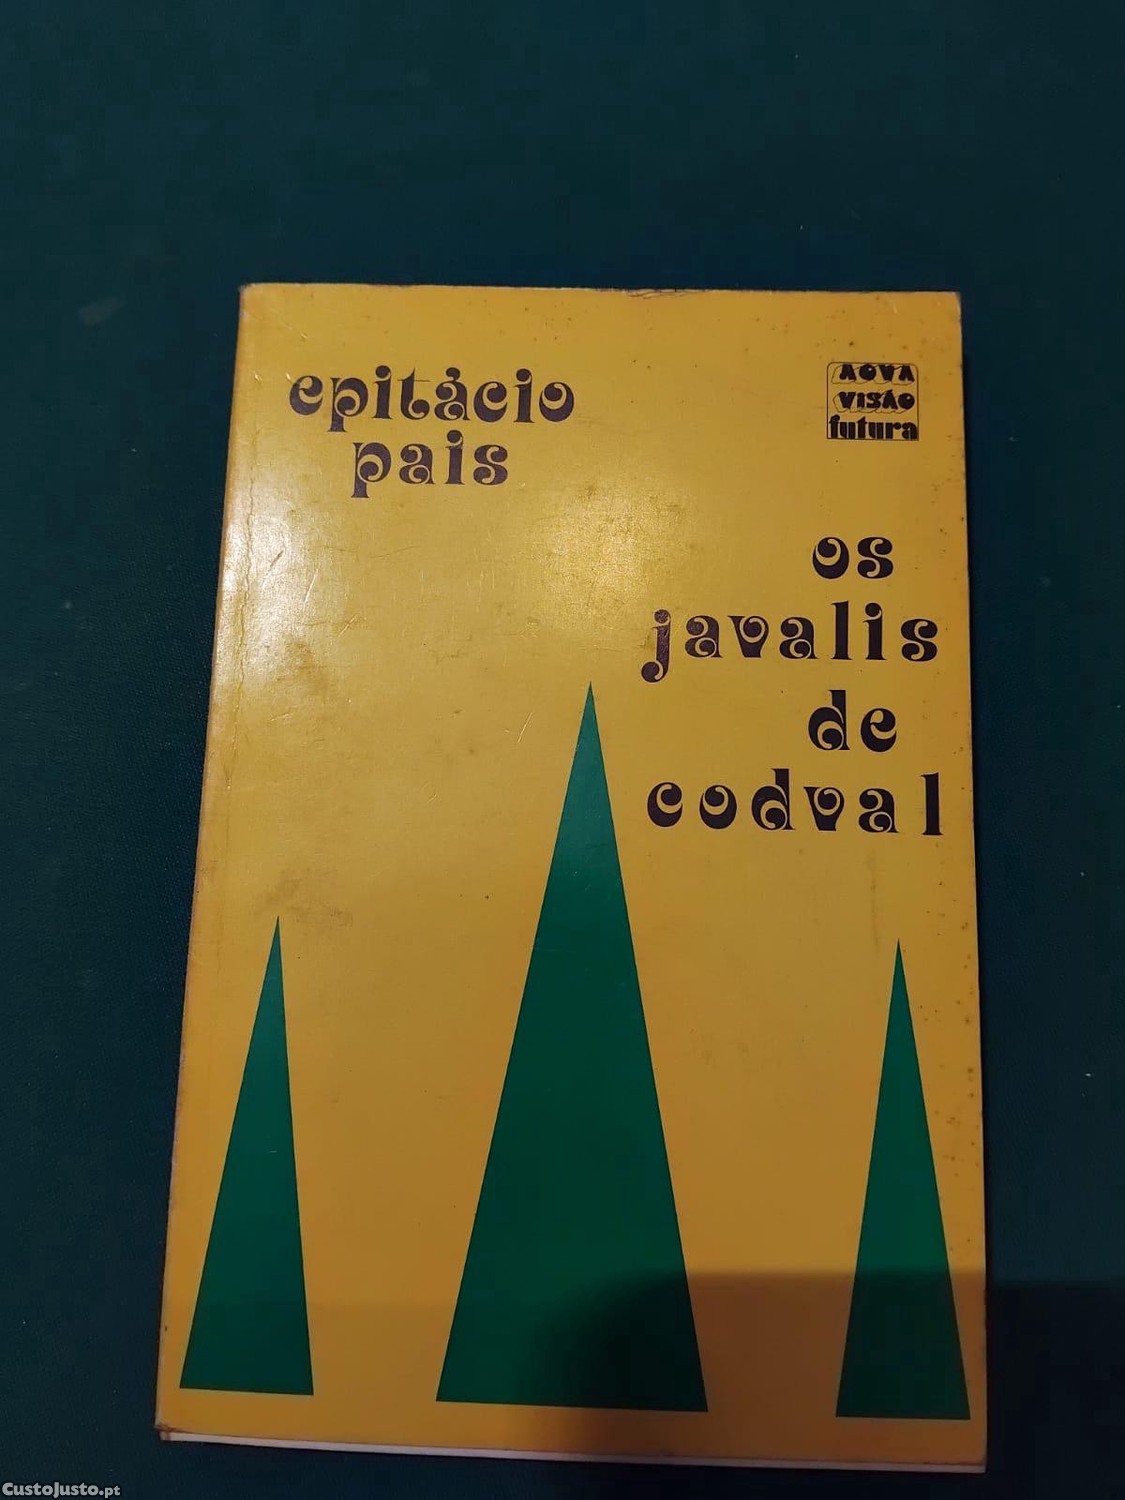 epitácio
pais
nova
visão
futura
os
javalis
de
codval
CustoJusto.pt